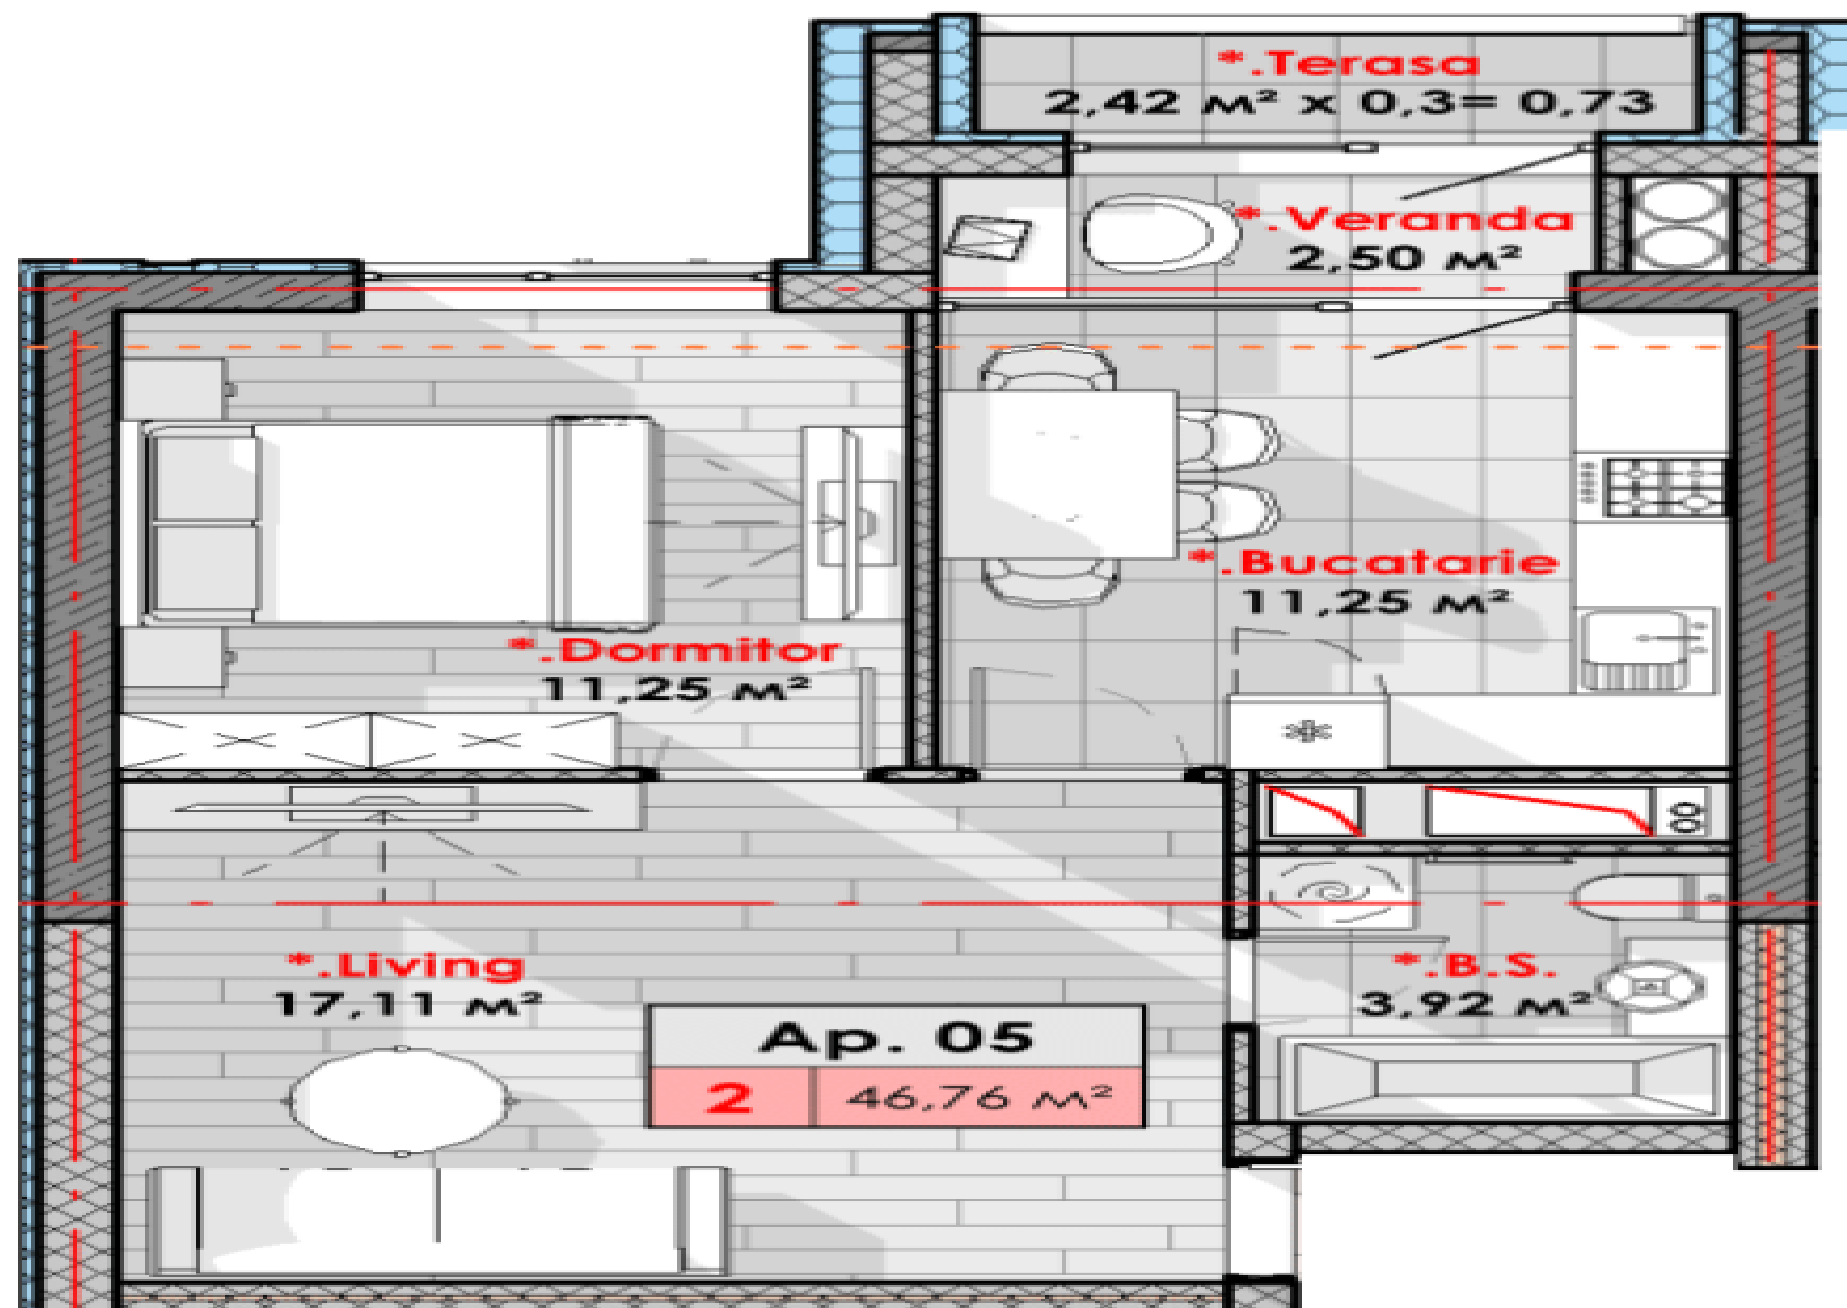 *.Terasa
2,42 м² x 0,3= 0,73
*.Veranda
2,50 м²
*.Bucatarie
11,25 м²
*.Dormitor
11,25 м²
*.Living
17,11 м²
*.B.S.
3,92 м²
Ap. 05
2 46,76 м²